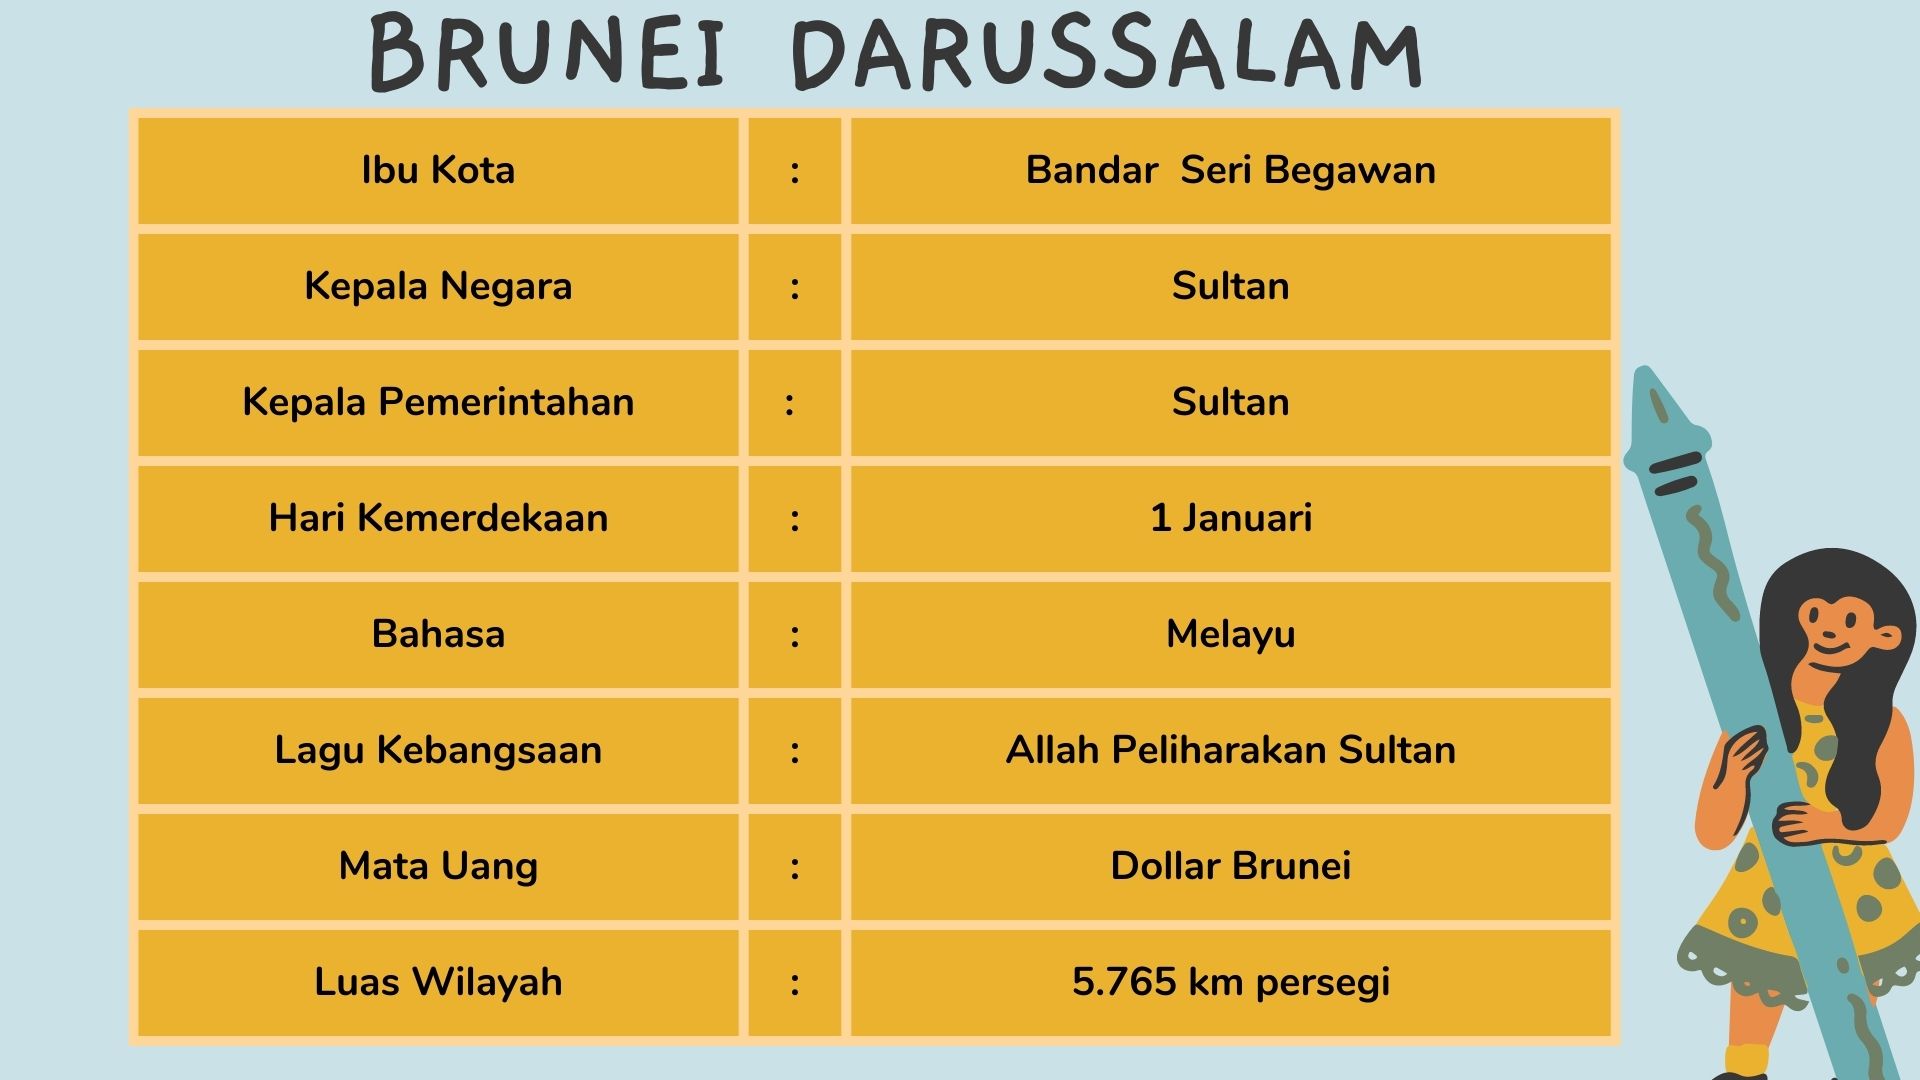 BRUNEI DARUSSALAM
Ibu Kota : Bandar Seri Begawan
Kepala Negara : Sultan
Kepala Pemerintahan : Sultan
Hari Kemerdekaan : 1 Januari
Bahasa : Melayu
Lagu Kebangsaan : Allah Peliharakan Sultan
Mata Uang : Dollar Brunei
Luas Wilayah : 5.765 km persegi